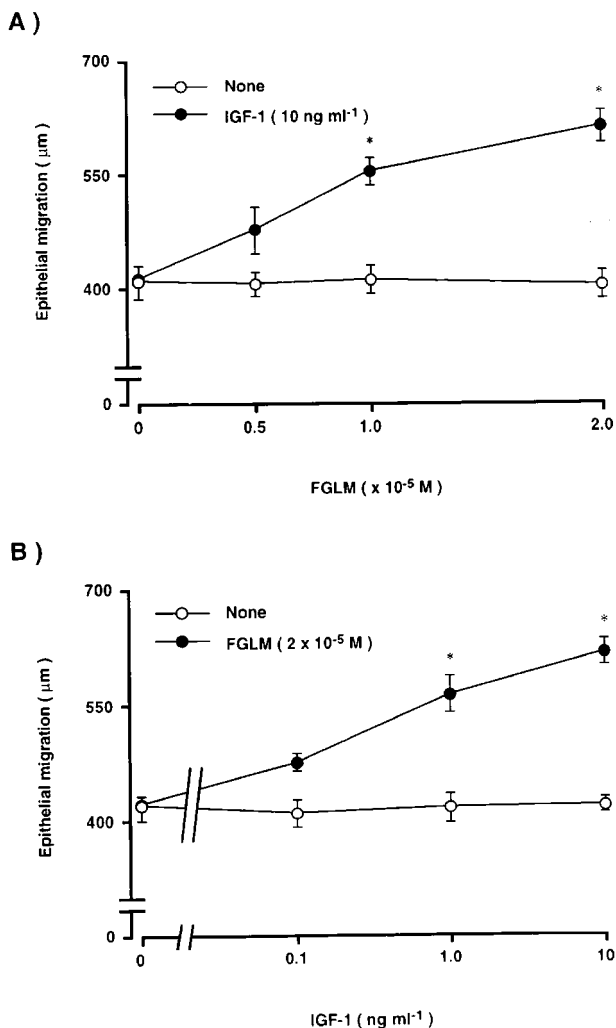 A )
700
None
IGF-1 ( 10 ng ml⁻¹ )
*
*
550
Epithelial migration ( µm )
400
0
0 0.5 1.0 2.0
FGLM ( x 10⁻⁵ M )
B )
700
None
FGLM ( 2 x 10⁻⁵ M )
*
*
550
Epithelial migration ( µm )
400
0
0 0.1 1.0 10
IGF-1 ( ng ml⁻¹ )